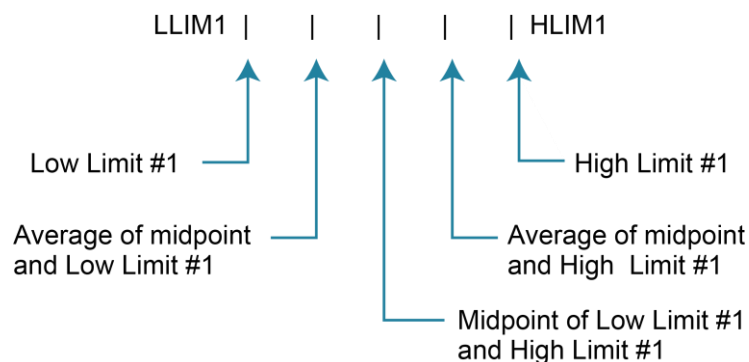 LLIM1 | | | | | HLIM1
Low Limit #1
High Limit #1
Average of midpoint
and Low Limit #1
Average of midpoint
and High Limit #1
Midpoint of Low Limit #1
and High Limit #1